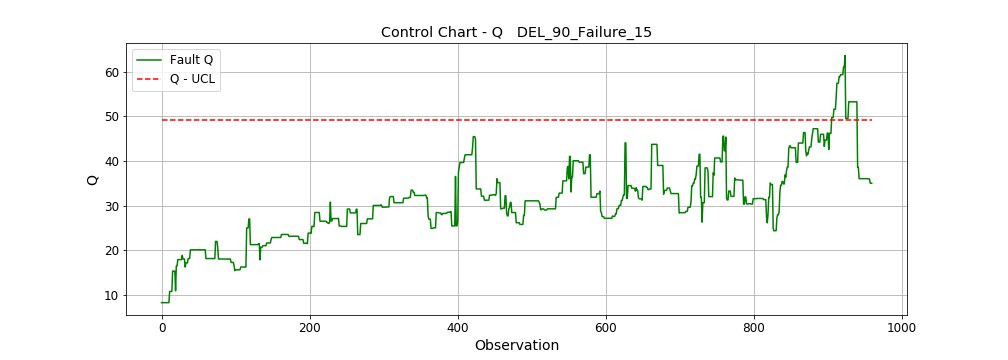 Control Chart - Q   DEL_90_Failure_15
Fault Q
Q - UCL
Q
60
50
40
30
20
10
0 200 400 600 800 1000
Observation